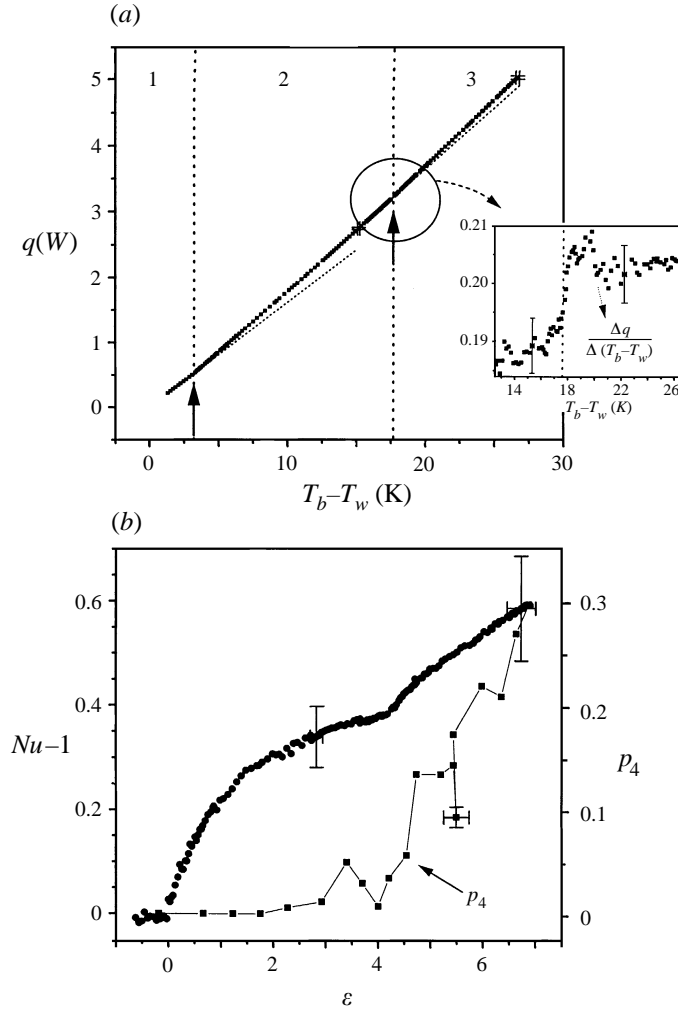 (a)
5
4
3
2
1
0
q(W)
1 2 3
0 10 20 30
T_b–T_w (K)
0.21
0.20
0.19
14 18 22 26
T_b–T_w (K)
Δq
Δ(T_b–T_w)
(b)
0.6
0.4
0.2
0
Nu–1
0.3
0.2
0.1
0
p_4
p_4
0 2 4 6
ε